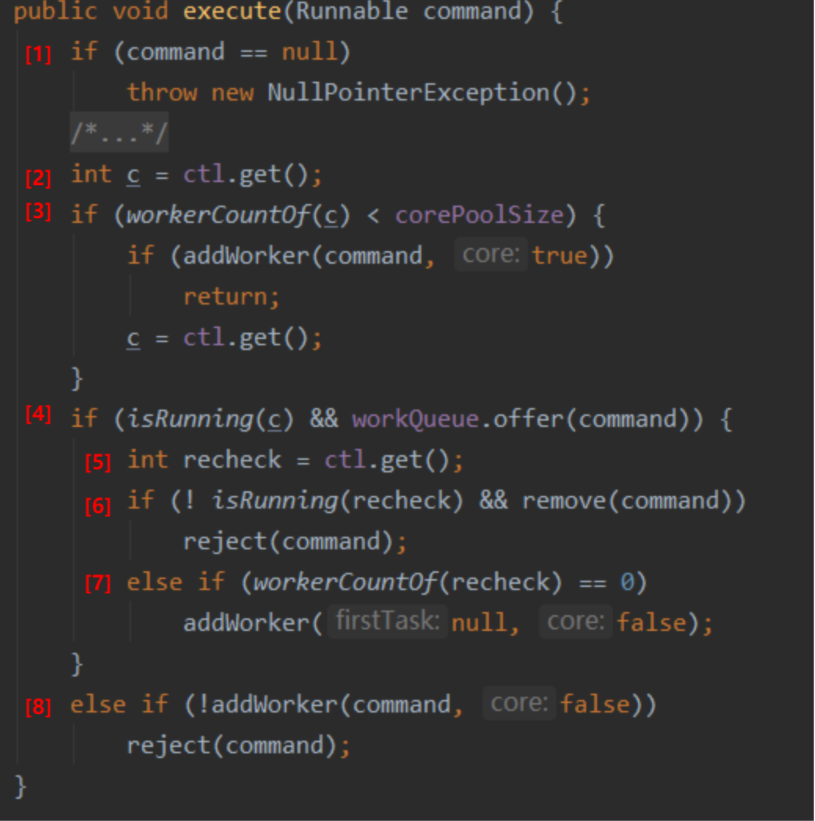 public void execute(Runnable command) {
[1] if (command == null)
throw new NullPointerException();
/*...*/
[2] int c = ctl.get();
[3] if (workerCountOf(c) < corePoolSize) {
if (addWorker(command, core: true))
return;
c = ctl.get();
}
[4] if (isRunning(c) && workQueue.offer(command)) {
[5] int recheck = ctl.get();
[6] if (! isRunning(recheck) && remove(command))
reject(command);
[7] else if (workerCountOf(recheck) == 0)
addWorker( firstTask: null, core: false);
}
[8] else if (!addWorker(command, core: false))
reject(command);
}